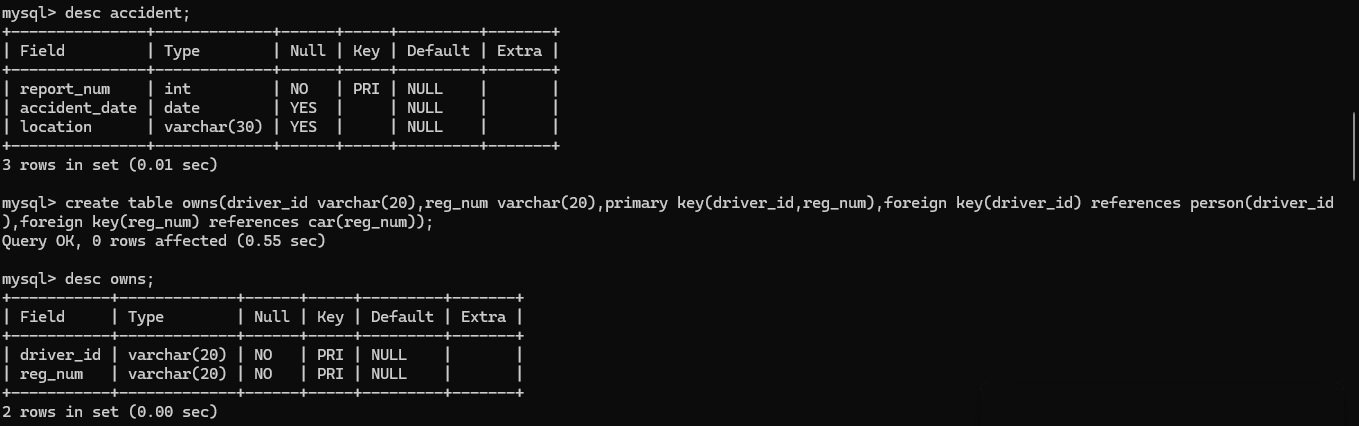 mysql> desc accident;
+---------------+-------------+------+-----+---------+-------+
| Field         | Type        | Null | Key | Default | Extra |
+---------------+-------------+------+-----+---------+-------+
| report_num    | int         | NO   | PRI | NULL    |       |
| accident_date | date        | YES  |     | NULL    |       |
| location      | varchar(30) | YES  |     | NULL    |       |
+---------------+-------------+------+-----+---------+-------+
3 rows in set (0.01 sec)
mysql> create table owns(driver_id varchar(20),reg_num varchar(20),primary key(driver_id,reg_num),foreign key(driver_id) references person(driver_id
),foreign key(reg_num) references car(reg_num));
Query OK, 0 rows affected (0.55 sec)
mysql> desc owns;
+-----------+-------------+------+-----+---------+-------+
| Field     | Type        | Null | Key | Default | Extra |
+-----------+-------------+------+-----+---------+-------+
| driver_id | varchar(20) | NO   | PRI | NULL    |       |
| reg_num   | varchar(20) | NO   | PRI | NULL    |       |
+-----------+-------------+------+-----+---------+-------+
2 rows in set (0.00 sec)